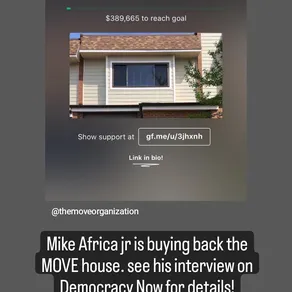 $389,665 to reach goal
Show support at gf.me/u/3jhxnh
Link in bio!
@themoveorganization
Mike Africa jr is buying back the
MOVE house. see his interview on
Democracy Now for details!